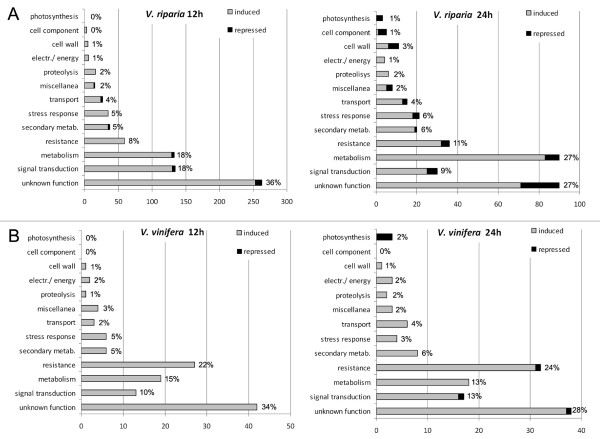 A
V. riparia 12h
induced
repressed
photosynthesis 0%
cell component 0%
cell wall 1%
electr./ energy 1%
proteolysis 2%
miscellanea 2%
transport 4%
stress response 5%
secondary metab. 5%
resistance 8%
metabolism 18%
signal transduction 18%
unknown function 36%
0 50 100 150 200 250 300
V. riparia 24h
induced
repressed
photosynthesis 1%
cell component 1%
cell wall 3%
electr./ energy 1%
proteolisys 2%
miscellanea 2%
transport 4%
stress response 6%
secondary metab. 6%
resistance 11%
metabolism 27%
signal transduction 9%
unknown function 27%
0 20 40 60 80 100
B
V. vinifera 12h
induced
repressed
photosynthesis 0%
cell component 0%
cell wall 1%
electr./ energy 2%
proteolysis 1%
miscellanea 3%
transport 2%
stress response 5%
secondary metab. 5%
resistance 22%
metabolism 15%
signal transduction 10%
unknown function 34%
0 10 20 30 40 50
V. vinifera 24h
induced
repressed
photosynthesis 2%
cell component 0%
cell wall 1%
electr./ energy 2%
proteolysis 2%
miscellanea 2%
transport 4%
stress response 3%
secondary metab. 6%
resistance 24%
metabolism 13%
signal transduction 13%
unknown function 28%
0 10 20 30 40